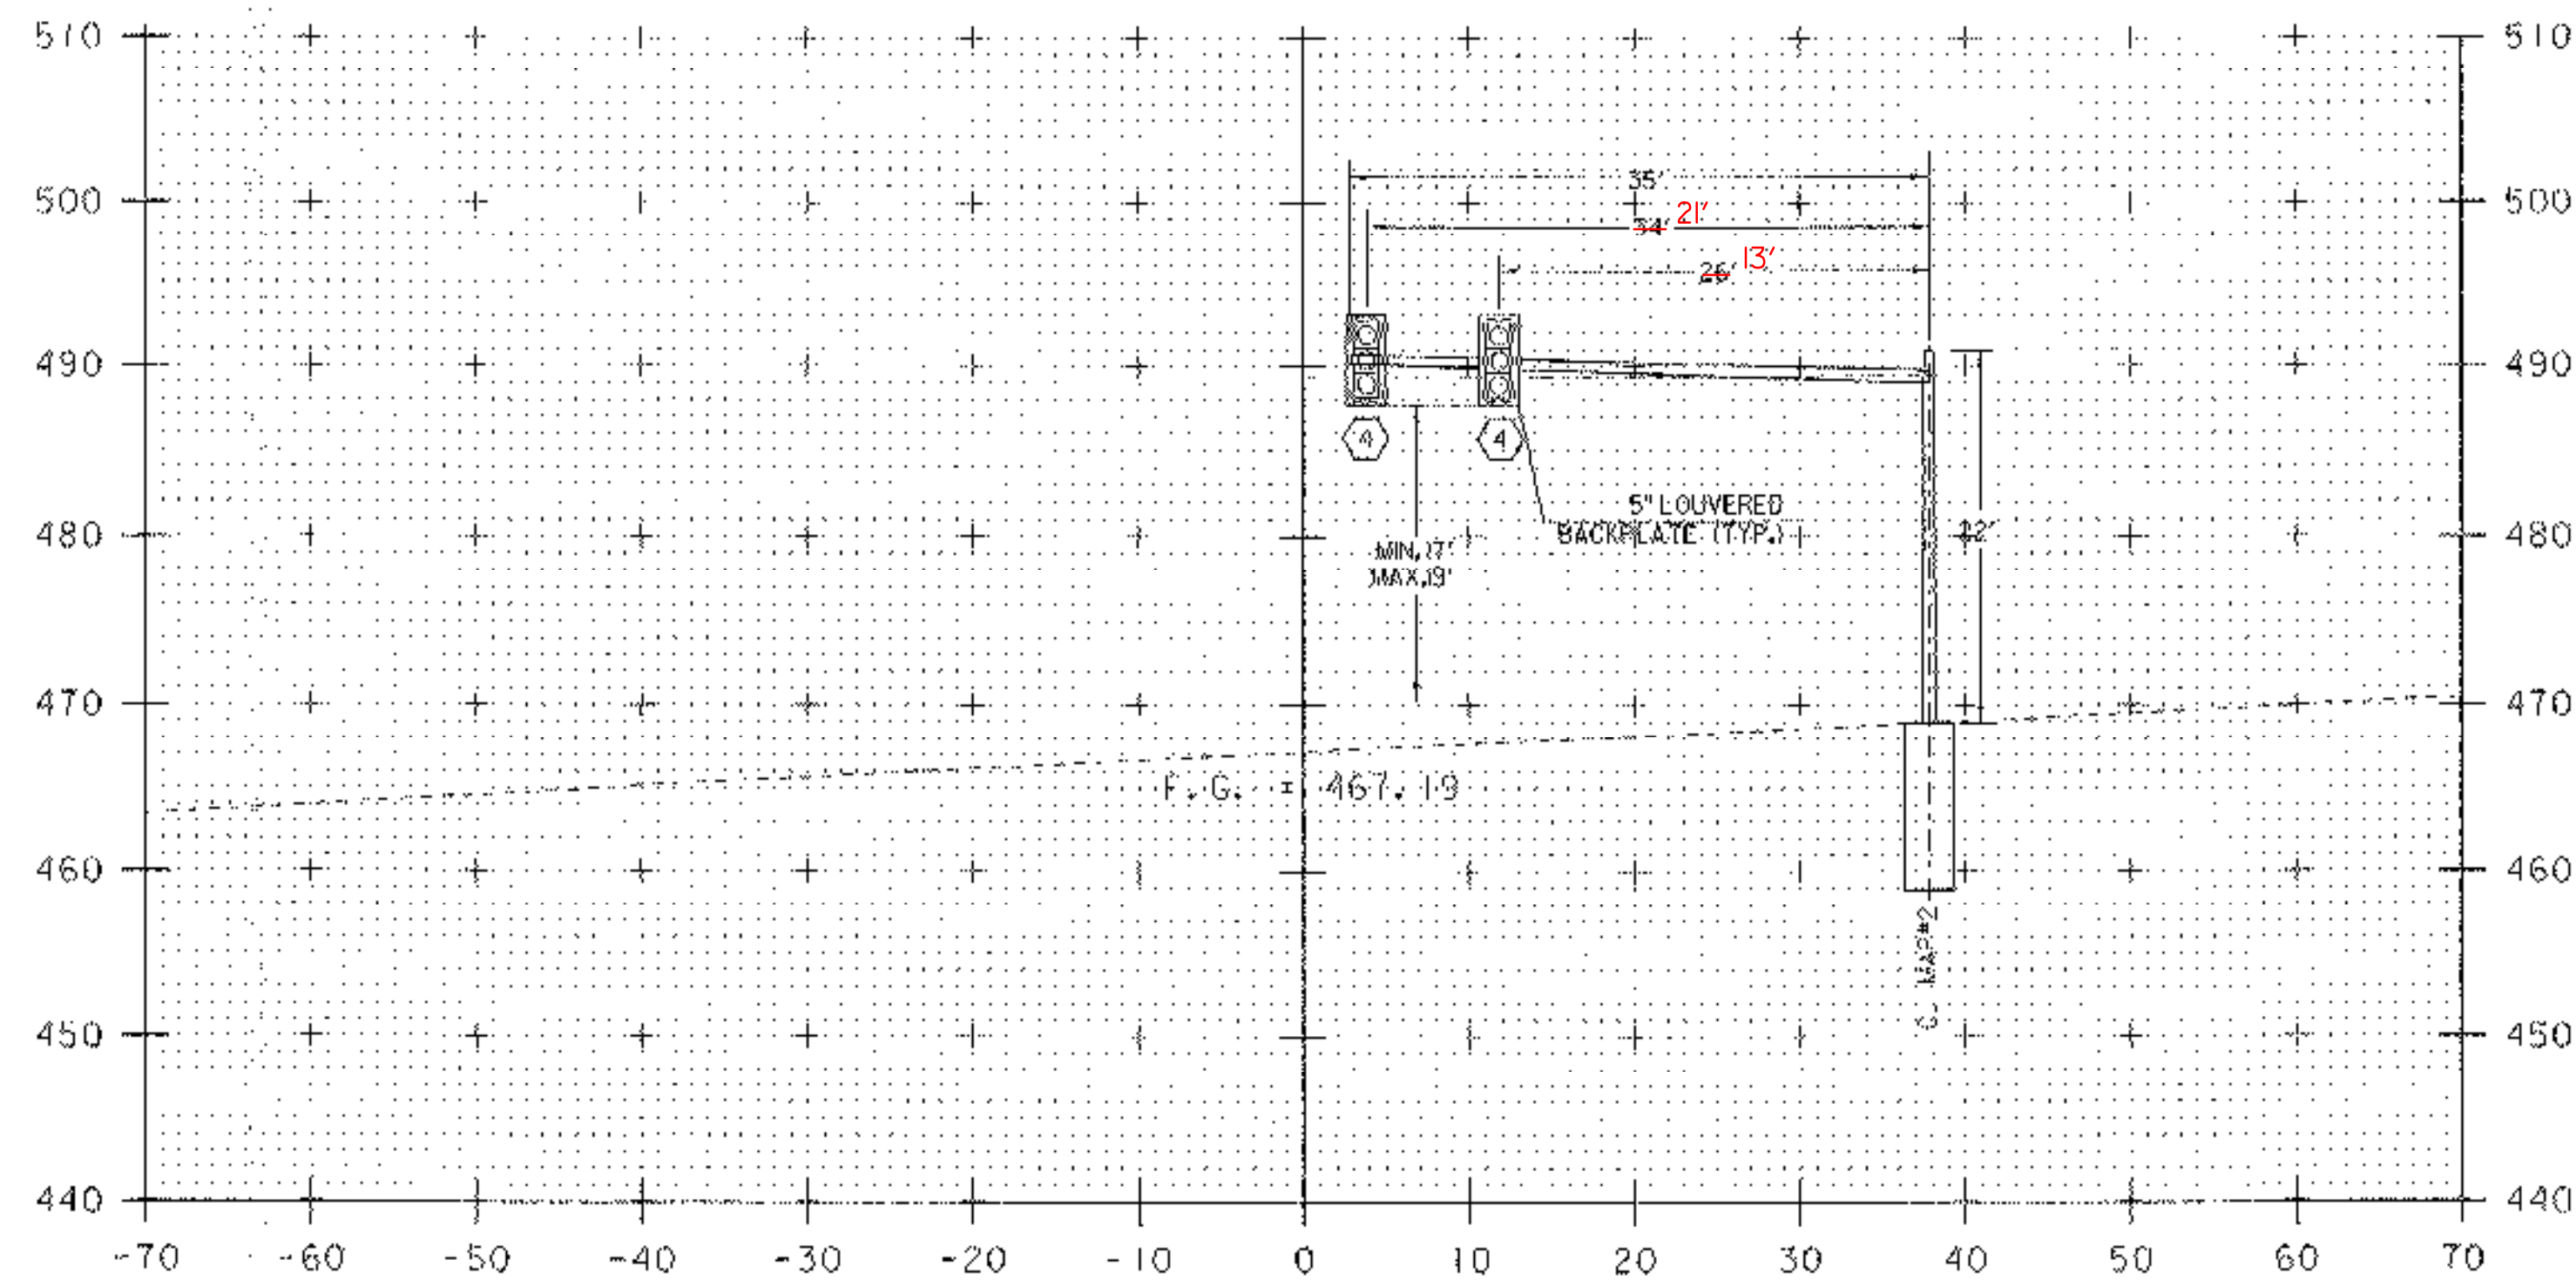 510 510
35'
500 500
34' 21'
26' 13'
490 490
4 4
5" LOUVERED
BACKPLATE (TYP.)
480 22' 480
MIN. 17'
MAX. 19'
470 470
F.G. = 467.19
460 460
℄ MAP#2
450 450
440 440
-70 -60 -50 -40 -30 -20 -10 0 10 20 30 40 50 60 70